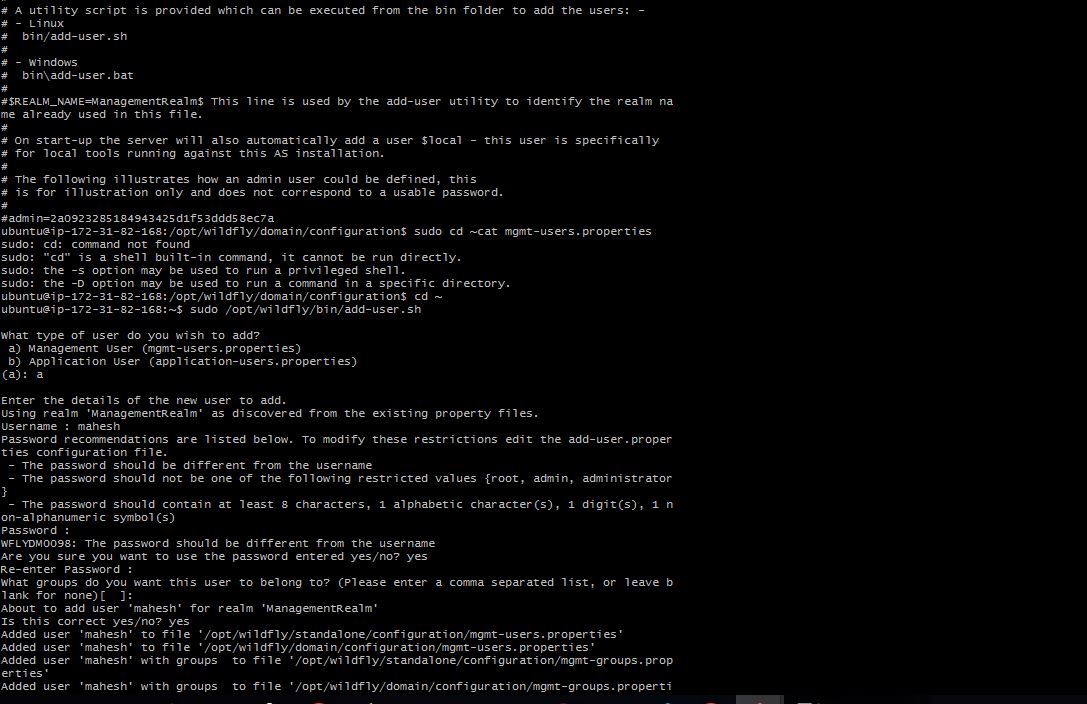 # A utility script is provided which can be executed from the bin folder to add the users: -
# - Linux
#  bin/add-user.sh
#
# - Windows
#  bin\add-user.bat
#
#$REALM_NAME=ManagementRealm$ This line is used by the add-user utility to identify the realm na
me already used in this file.
#
# On start-up the server will also automatically add a user $local - this user is specifically
# for local tools running against this AS installation.
#
# The following illustrates how an admin user could be defined, this
# is for illustration only and does not correspond to a usable password.
#
#admin=2a0923285184943425d1f53ddd58ec7a
ubuntu@ip-172-31-82-168:/opt/wildfly/domain/configuration$ sudo cd ~cat mgmt-users.properties
sudo: cd: command not found
sudo: "cd" is a shell built-in command, it cannot be run directly.
sudo: the -s option may be used to run a privileged shell.
sudo: the -D option may be used to run a command in a specific directory.
ubuntu@ip-172-31-82-168:/opt/wildfly/domain/configuration$ cd ~
ubuntu@ip-172-31-82-168:~$ sudo /opt/wildfly/bin/add-user.sh
What type of user do you wish to add?
 a) Management User (mgmt-users.properties)
 b) Application User (application-users.properties)
(a): a
Enter the details of the new user to add.
Using realm 'ManagementRealm' as discovered from the existing property files.
Username : mahesh
Password recommendations are listed below. To modify these restrictions edit the add-user.proper
ties configuration file.
 - The password should be different from the username
 - The password should not be one of the following restricted values {root, admin, administrator
}
 - The password should contain at least 8 characters, 1 alphabetic character(s), 1 digit(s), 1 n
on-alphanumeric symbol(s)
Password :
WFLYDM0098: The password should be different from the username
Are you sure you want to use the password entered yes/no? yes
Re-enter Password :
What groups do you want this user to belong to? (Please enter a comma separated list, or leave b
lank for none)[  ]:
About to add user 'mahesh' for realm 'ManagementRealm'
Is this correct yes/no? yes
Added user 'mahesh' to file '/opt/wildfly/standalone/configuration/mgmt-users.properties'
Added user 'mahesh' to file '/opt/wildfly/domain/configuration/mgmt-users.properties'
Added user 'mahesh' with groups  to file '/opt/wildfly/standalone/configuration/mgmt-groups.prop
erties'
Added user 'mahesh' with groups  to file '/opt/wildfly/domain/configuration/mgmt-groups.properti